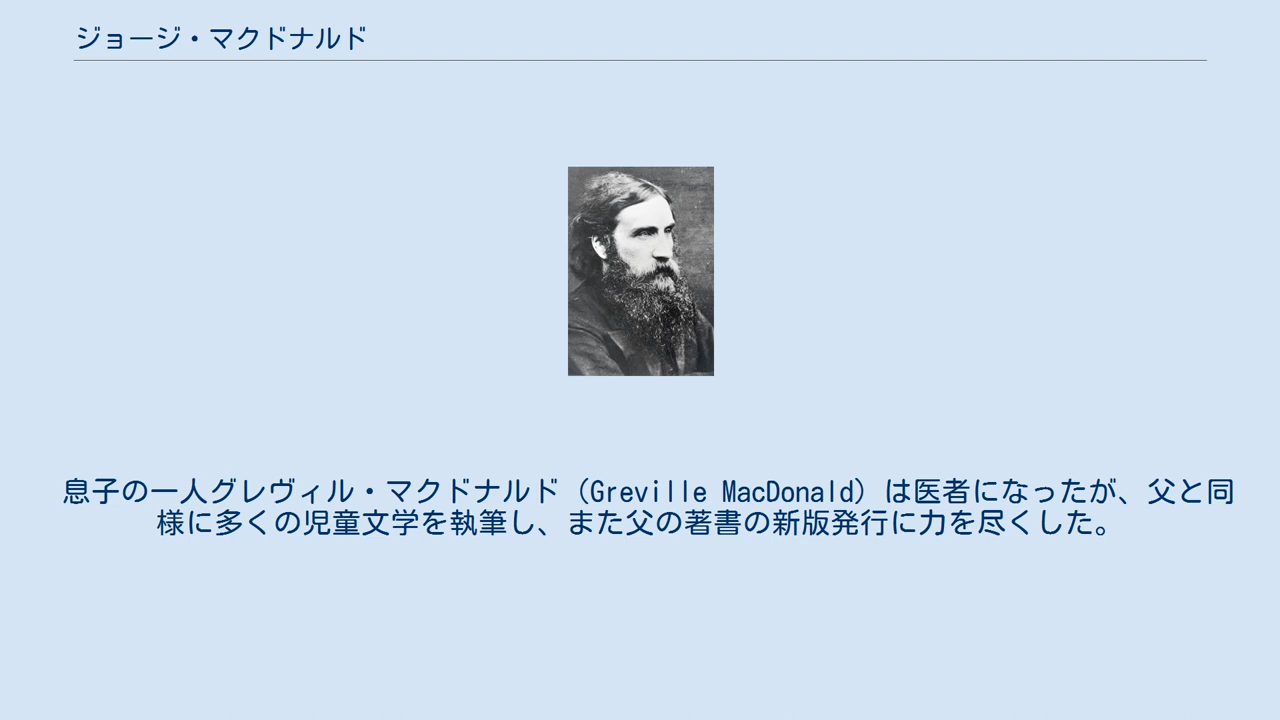 ジョージ・マクドナルド
息子の一人グレヴィル・マクドナルド（Greville MacDonald）は医者になったが、父と同
様に多くの児童文学を執筆し、また父の著書の新版発行に力を尽くした。